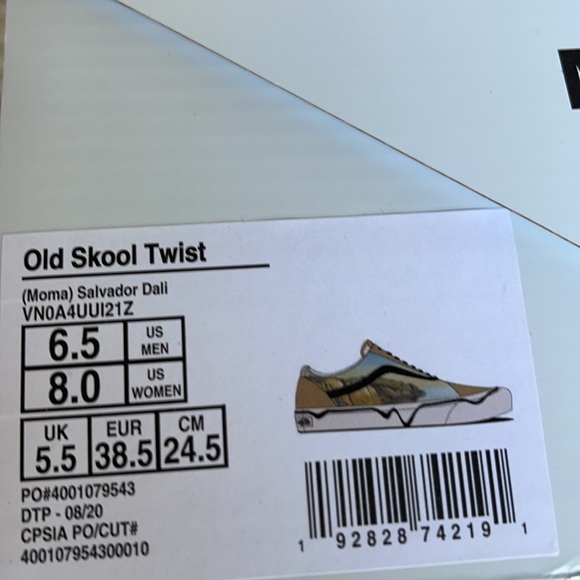 Old Skool Twist
(Moma) Salvador Dali
VN0A4UUI21Z
6.5 US MEN
8.0 US WOMEN
UK 5.5 EUR 38.5 CM 24.5
PO#4001079543
DTP - 08/20
CPSIA PO/CUT#
400107954300010
1 92828 74219 1